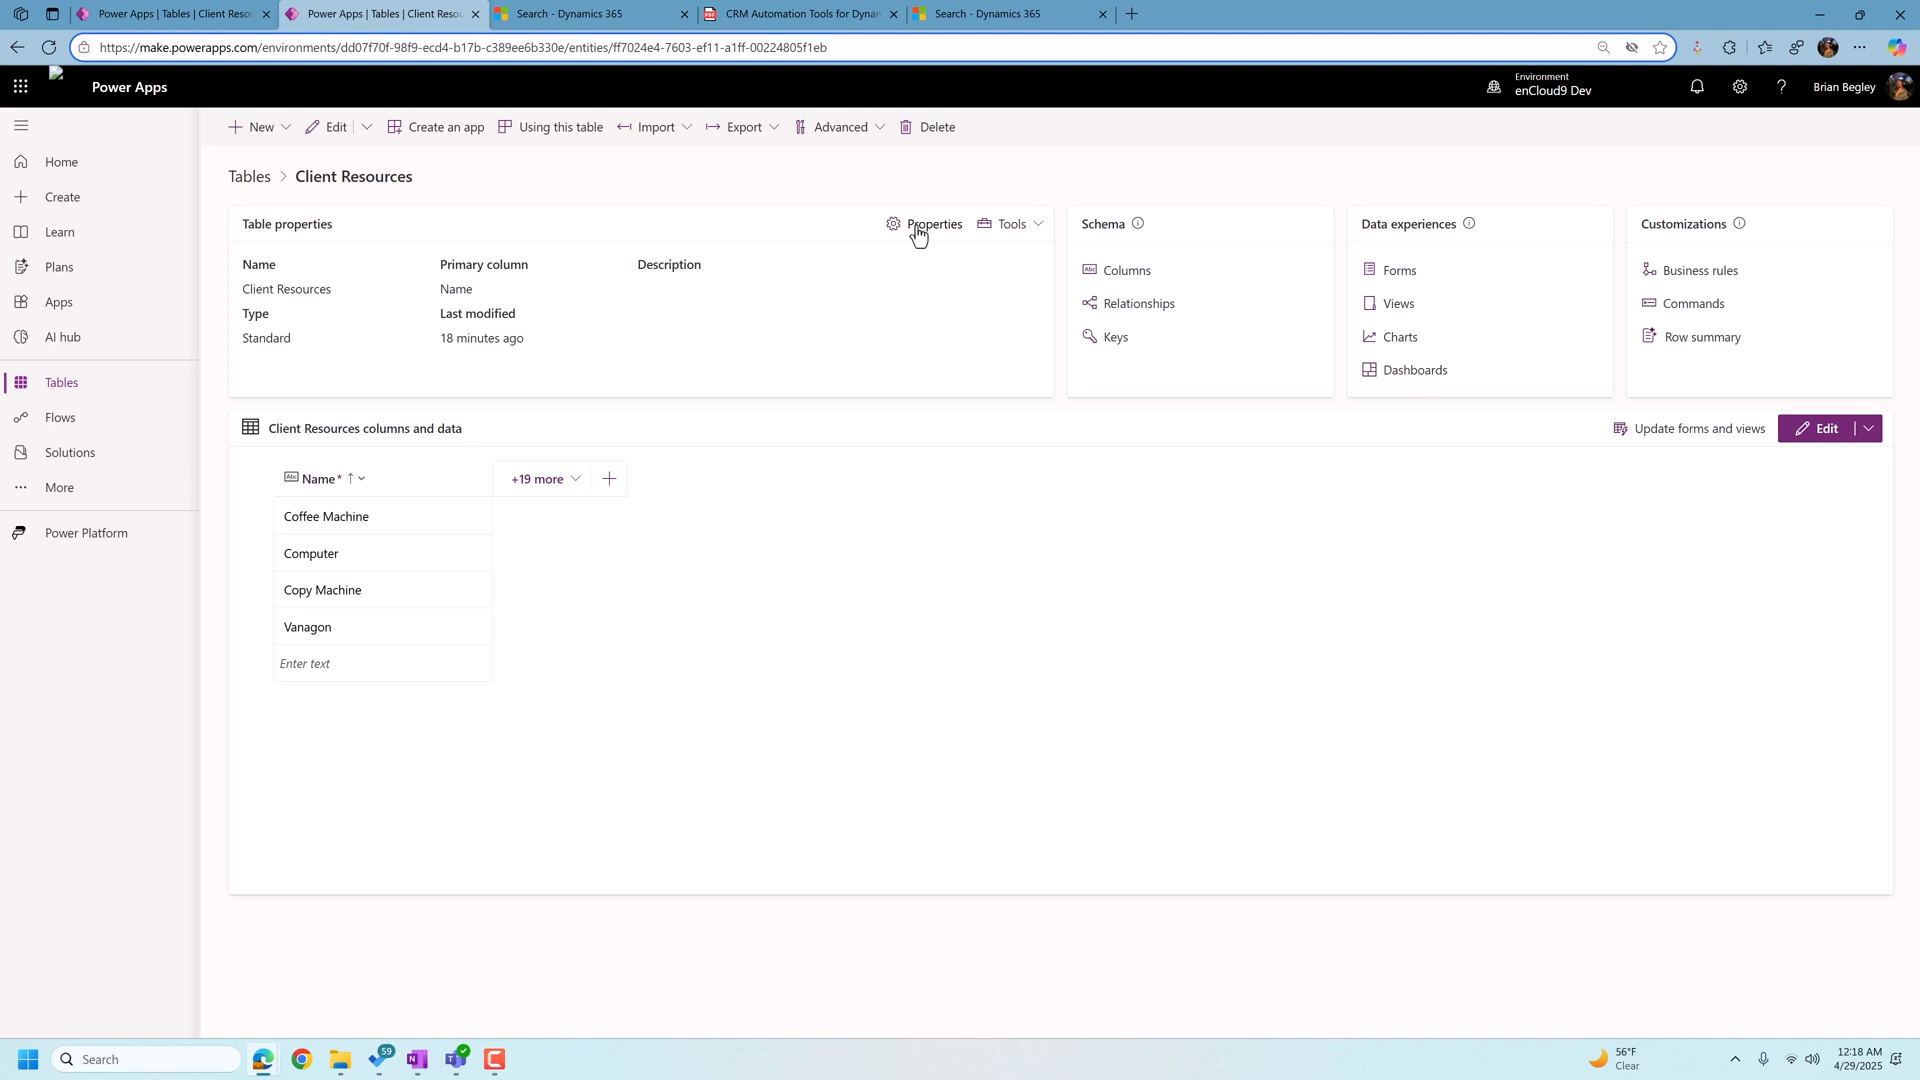 Power Apps | Tables | Client Resou
Power Apps | Tables | Client Resou
Search - Dynamics 365
CRM Automation Tools for Dynan
Search - Dynamics 365
https://make.powerapps.com/environments/dd07f70f-98f9-ecd4-b17b-c389ee6b330e/entities/ff7024e4-7603-ef11-a1ff-00224805f1eb
Power Apps
Environment
enCloud9 Dev
Brian Begley
New
Edit
Create an app
Using this table
Import
Export
Advanced
Delete
Home
Create
Learn
Plans
Apps
AI hub
Tables
Flows
Solutions
More
Power Platform
Tables > Client Resources
Table properties
Properties
Tools
Name
Client Resources
Type
Standard
Primary column
Name
Last modified
18 minutes ago
Description
Schema
Columns
Relationships
Keys
Data experiences
Forms
Views
Charts
Dashboards
Customizations
Business rules
Commands
Row summary
Client Resources columns and data
Update forms and views
Edit
Abc Name*
+19 more
Coffee Machine
Computer
Copy Machine
Vanagon
Enter text
Search
59
56°F
Clear
12:18 AM
4/29/2025